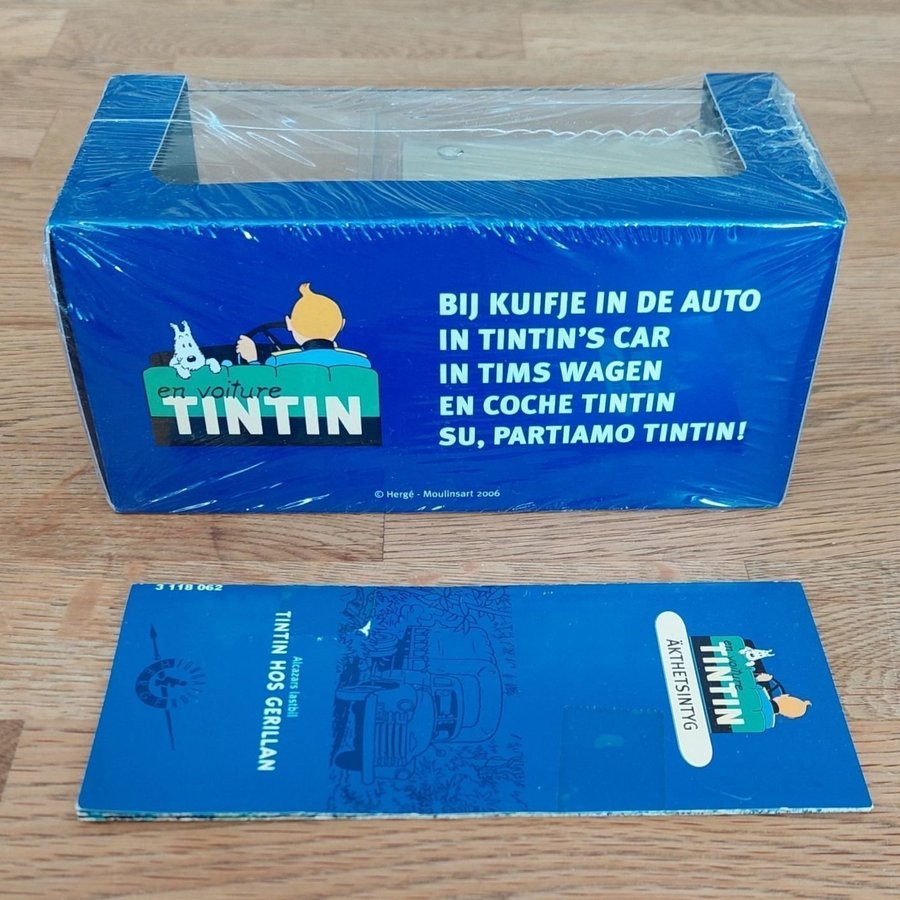 BIJ KUIFJE IN DE AUTO
IN TINTIN'S CAR
IN TIMS WAGEN
EN COCHE TINTIN
SU, PARTIAMO TINTIN!
en voiture
TINTIN
© Hergé - Moulinsart 2006
3 118 062
Alcazars lastbil
TINTIN HOS GERILLAN
en voiture
TINTIN
ÄKTHETSINTYG